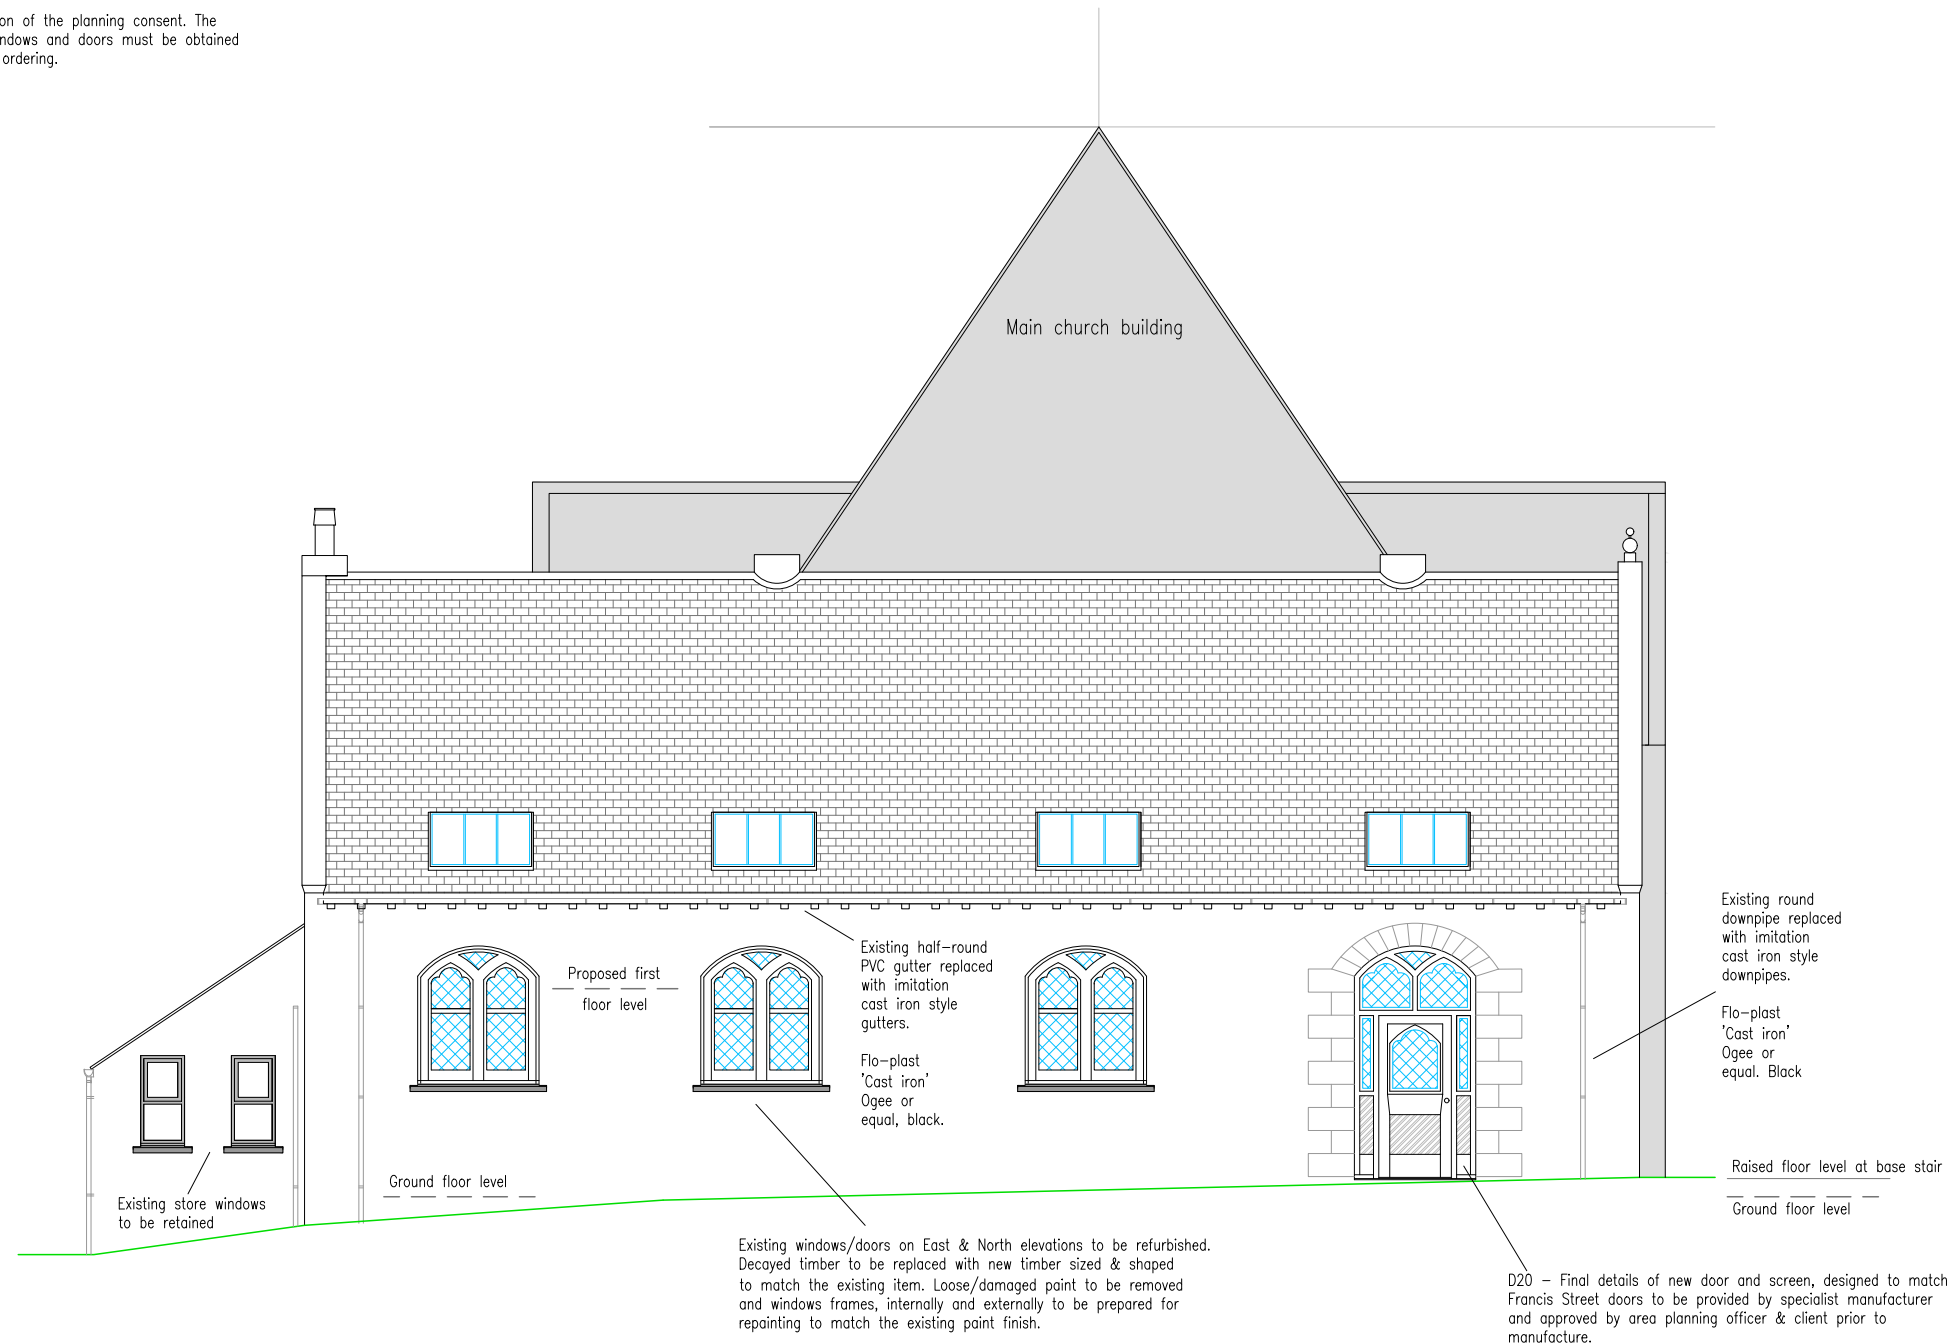 on of the planning consent. The
ndows and doors must be obtained
ordering.
Main church building
Existing round
downpipe replaced
with imitation
cast iron style
downpipes.
Flo-plast
'Cast iron'
Ogee or
equal. Black
Existing half-round
PVC gutter replaced
with imitation
cast iron style
gutters.
Flo-plast
'Cast iron'
Ogee or
equal, black.
Proposed first
floor level
Ground floor level
Existing store windows
to be retained
Raised floor level at base stair
Ground floor level
Existing windows/doors on East & North elevations to be refurbished.
Decayed timber to be replaced with new timber sized & shaped
to match the existing item. Loose/damaged paint to be removed
and windows frames, internally and externally to be prepared for
repainting to match the existing paint finish.
D20 - Final details of new door and screen, designed to match
Francis Street doors to be provided by specialist manufacturer
and approved by area planning officer & client prior to
manufacture.